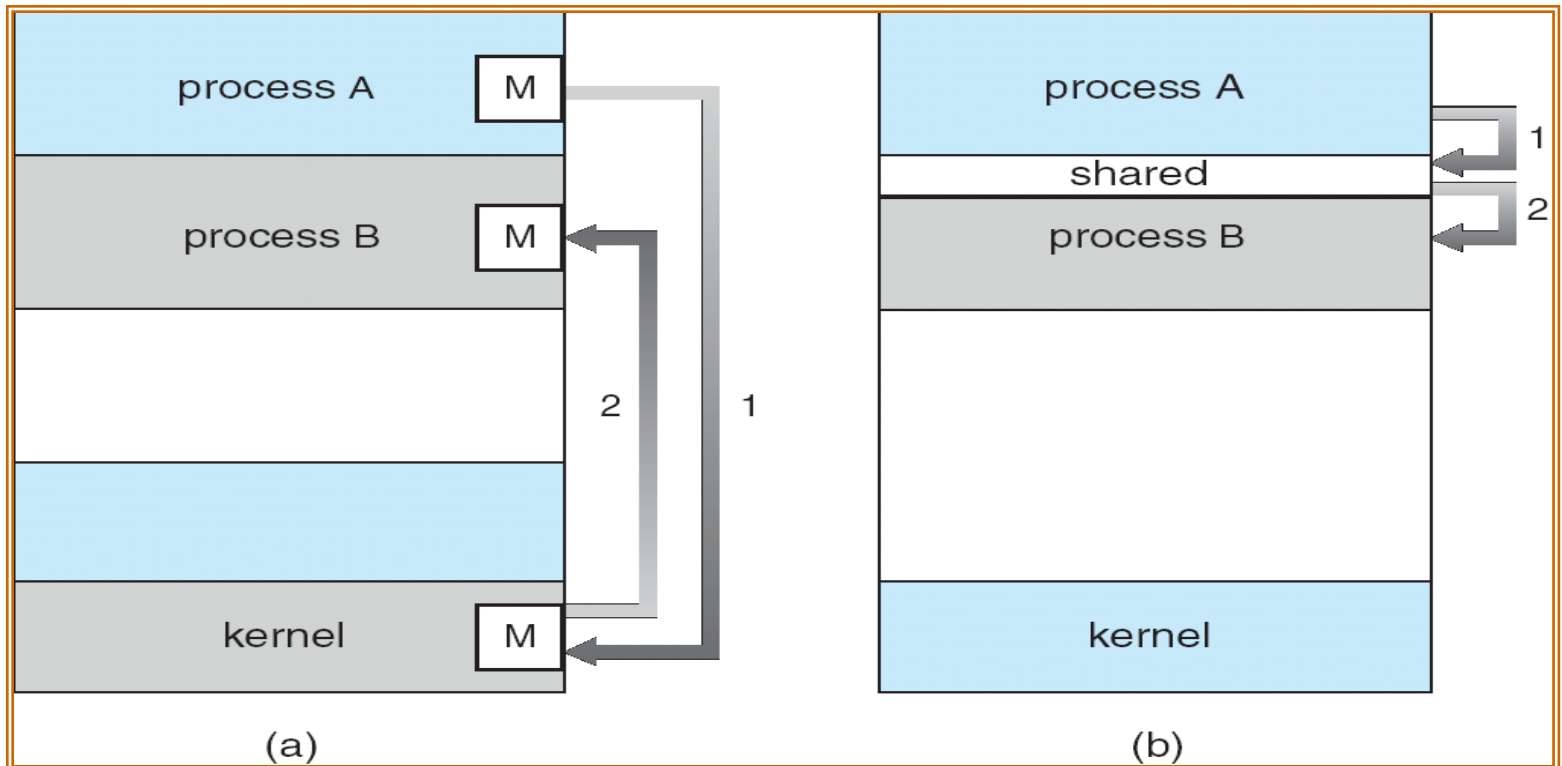 process A
M
process B
M
2
1
kernel
M
(a)
process A
1
shared
2
process B
kernel
(b)